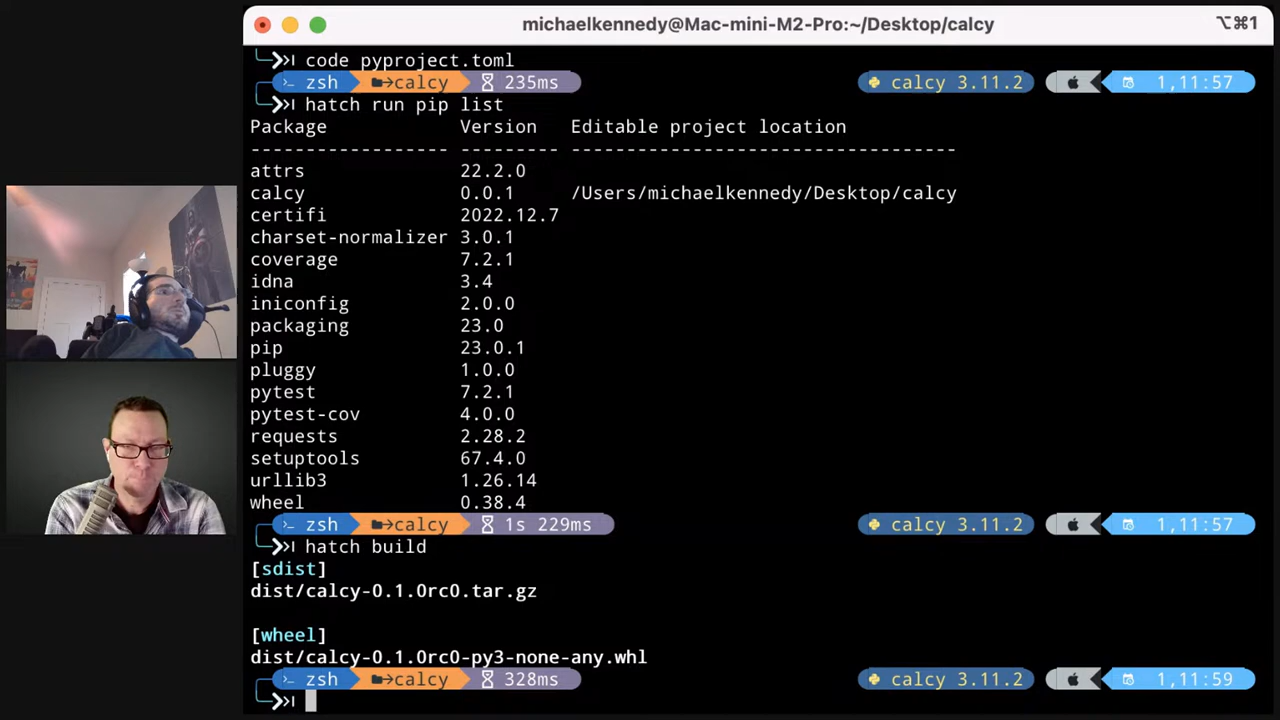 michaelkennedy@Mac-mini-M2-Pro:~/Desktop/calcy ⌥⌘1
code pyproject.toml
zsh calcy 235ms calcy 3.11.2 1,11:57
hatch run pip list
Package Version Editable project location
------------------ --------- -----------------------------------
attrs 22.2.0
calcy 0.0.1 /Users/michaelkennedy/Desktop/calcy
certifi 2022.12.7
charset-normalizer 3.0.1
coverage 7.2.1
idna 3.4
iniconfig 2.0.0
packaging 23.0
pip 23.0.1
pluggy 1.0.0
pytest 7.2.1
pytest-cov 4.0.0
requests 2.28.2
setuptools 67.4.0
urllib3 1.26.14
wheel 0.38.4
zsh calcy 1s 229ms calcy 3.11.2 1,11:57
hatch build
[sdist]
dist/calcy-0.1.0rc0.tar.gz
[wheel]
dist/calcy-0.1.0rc0-py3-none-any.whl
zsh calcy 328ms calcy 3.11.2 1,11:59